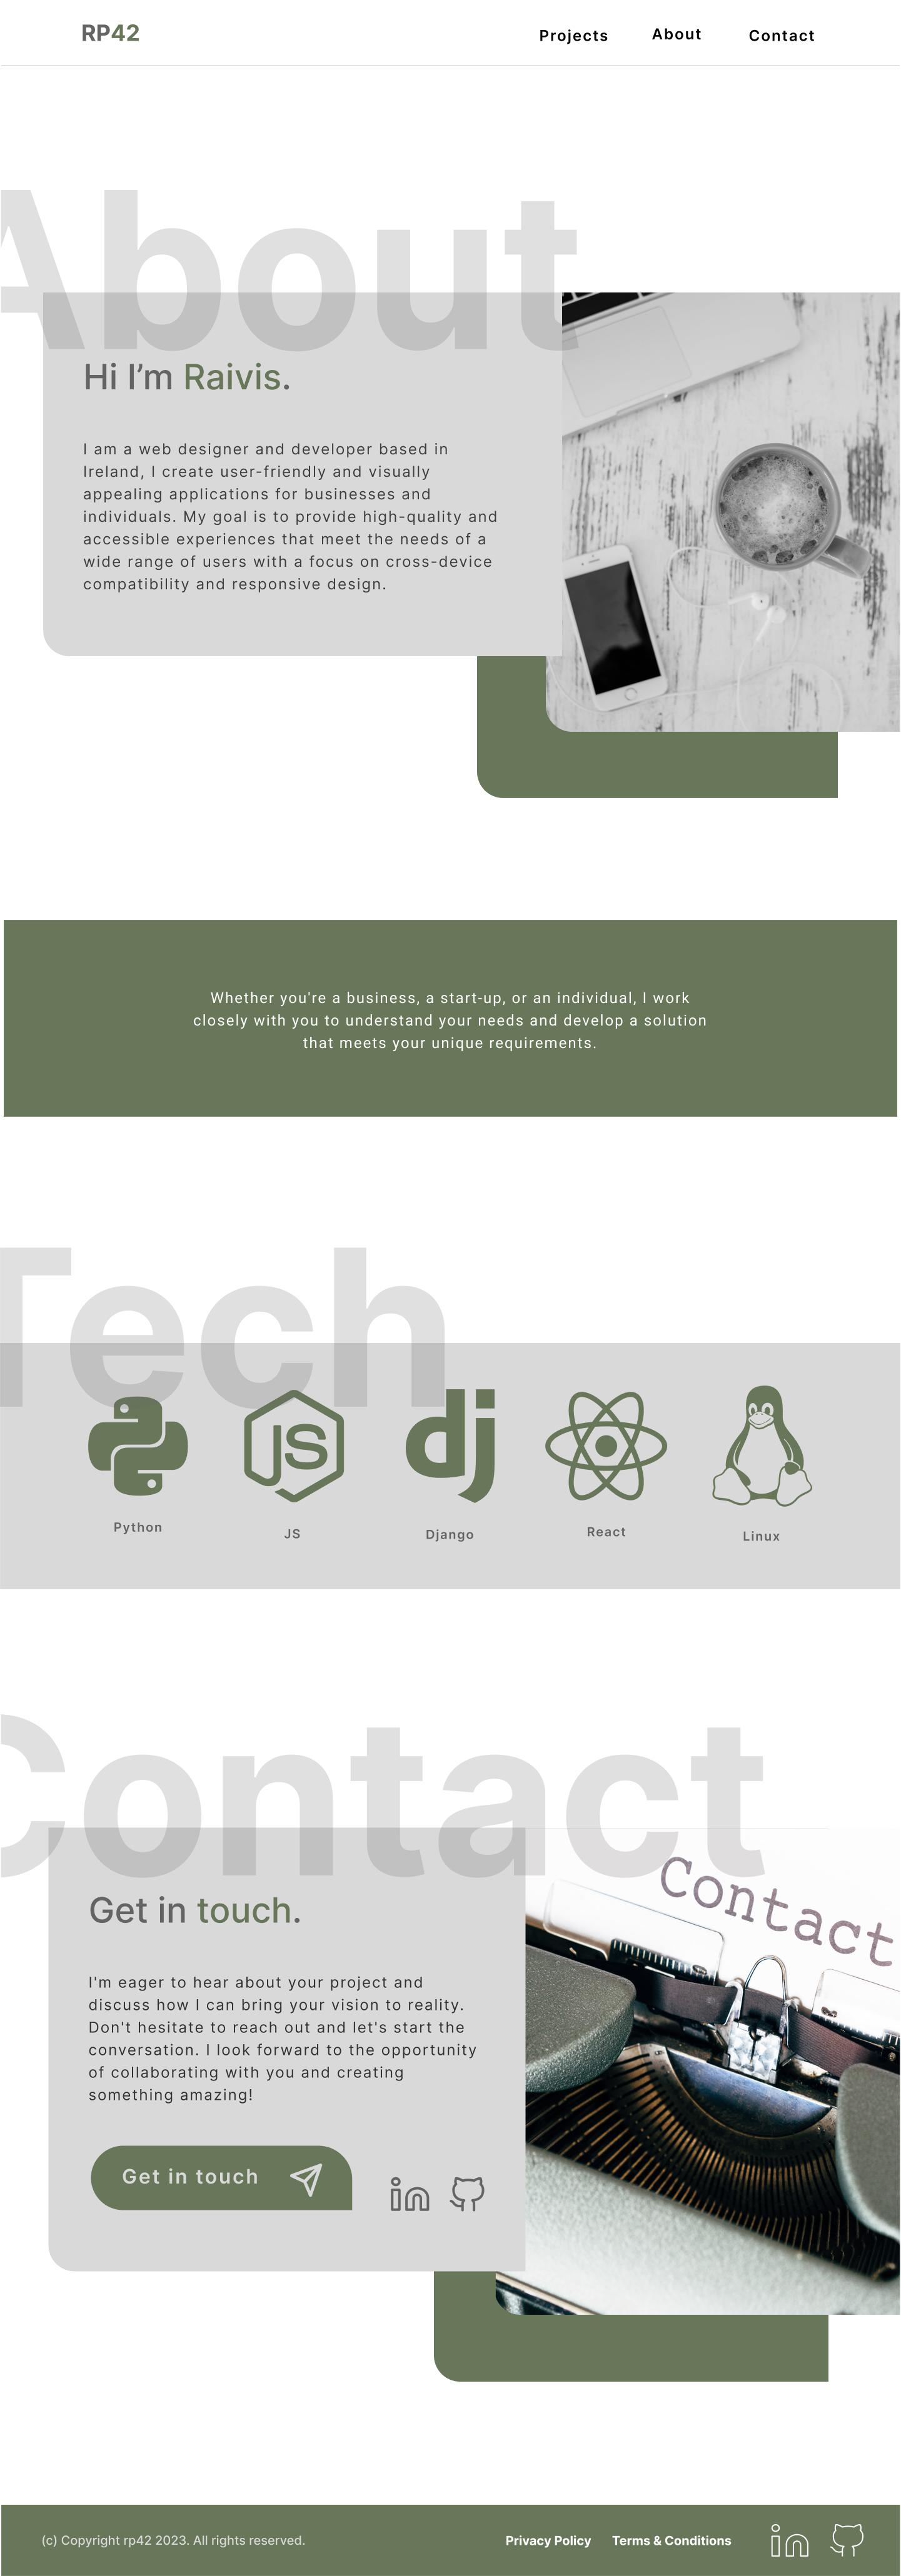 RP42
Projects About Contact
About
Hi I’m Raivis.
I am a web designer and developer based in
Ireland, I create user-friendly and visually
appealing applications for businesses and
individuals. My goal is to provide high-quality and
accessible experiences that meet the needs of a
wide range of users with a focus on cross-device
compatibility and responsive design.
Whether you're a business, a start-up, or an individual, I work
closely with you to understand your needs and develop a solution
that meets your unique requirements.
Tech
JS
dj
Python
JS
Django
React
Linux
Contact
Contact
Get in touch.
I'm eager to hear about your project and
discuss how I can bring your vision to reality.
Don't hesitate to reach out and let's start the
conversation. I look forward to the opportunity
of collaborating with you and creating
something amazing!
Get in touch
in
(c) Copyright rp42 2023. All rights reserved.
Privacy Policy Terms & Conditions
in